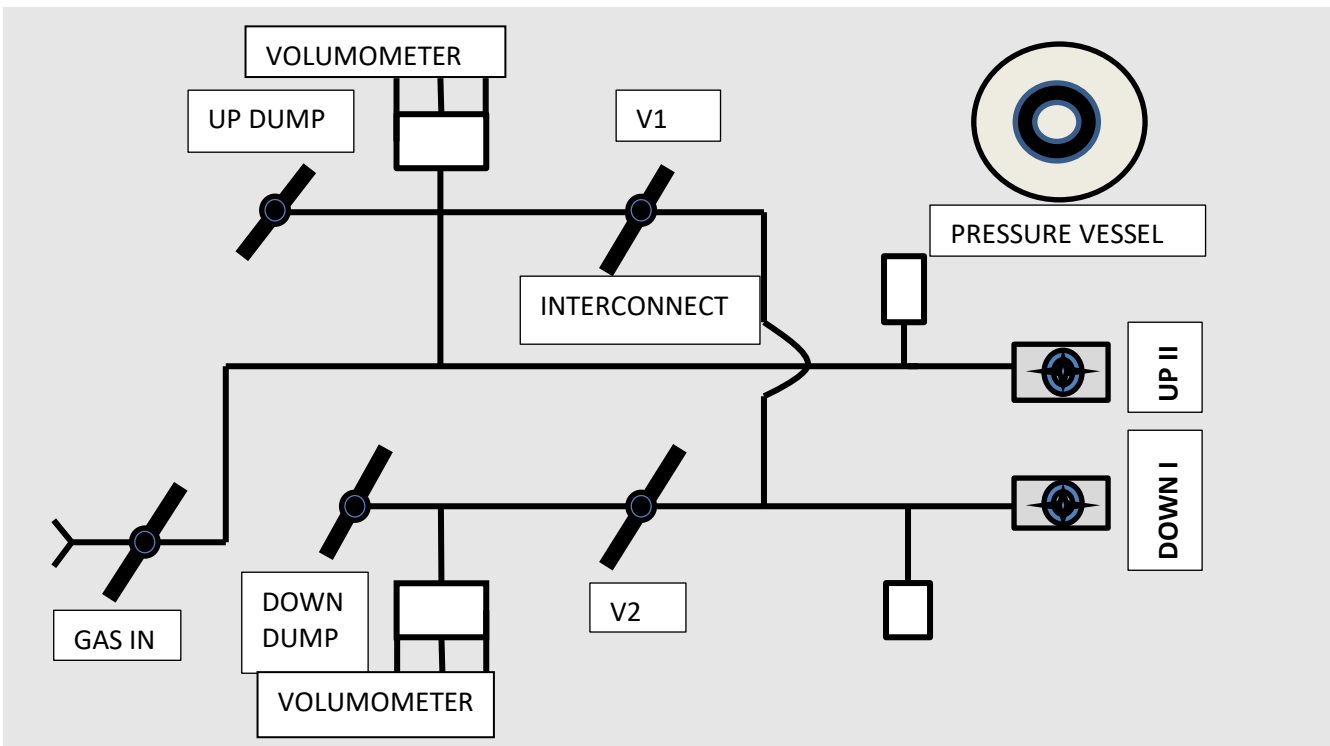 VOLUMOMETER
UP DUMP
V1
PRESSURE VESSEL
INTERCONNECT
UP II
DOWN I
GAS IN
DOWN
DUMP
V2
VOLUMOMETER